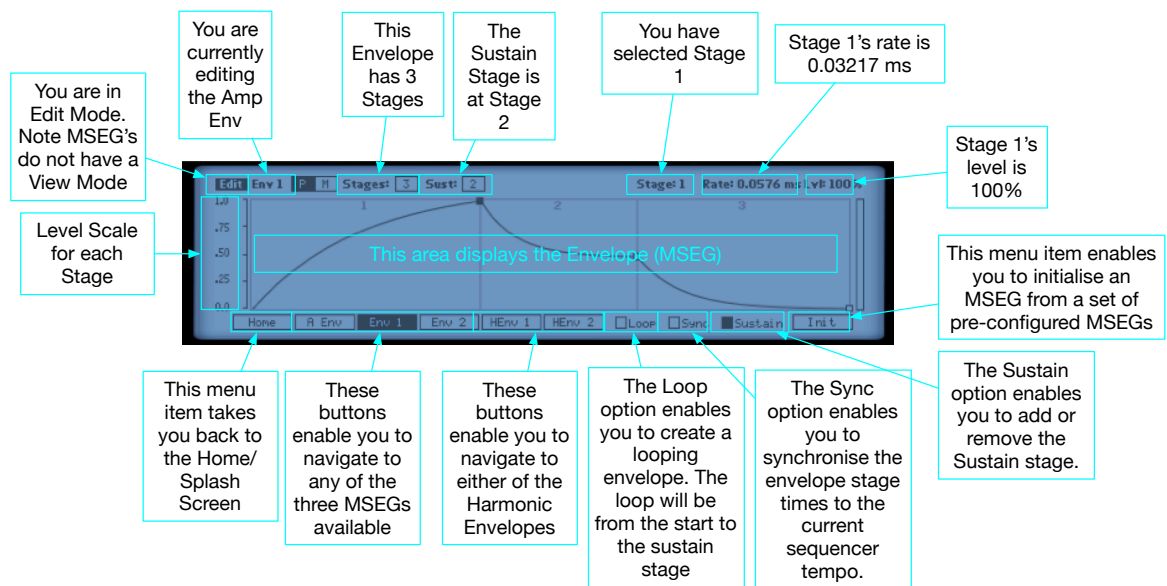 You are
currently
editing
the Amp
Env
This
Envelope
has 3
Stages
The
Sustain
Stage is
at Stage
2
You have
selected Stage
1
Stage 1's rate is
0.03217 ms
You are in
Edit Mode.
Note MSEG's
do not have a
View Mode
Stage 1's
level is
100%
Edit Env 1 P M Stages: 3 Sust: 2 Stage: 1 Rate: 0.0576 ms Lvl: 100%
1.0
.75
.50
.25
0.0
1 2 3
This area displays the Envelope (MSEG)
Level Scale
for each
Stage
This menu item enables
you to initialise an
MSEG from a set of
pre-configured MSEGs
Home A Env Env 1 Env 2 HEnv 1 HEnv 2 Loop Sync Sustain Init
This menu
item takes
you back to
the Home/
Splash
Screen
These
buttons
enable you to
navigate to
any of the
three MSEGs
available
These
buttons
enable you to
navigate to
either of the
Harmonic
Envelopes
The Loop
option enables
you to create a
looping
envelope. The
loop will be
from the start to
the sustain
stage
The Sync
option enables
you to
synchronise the
envelope stage
times to the
current
sequencer
tempo.
The Sustain
option enables
you to add or
remove the
Sustain stage.